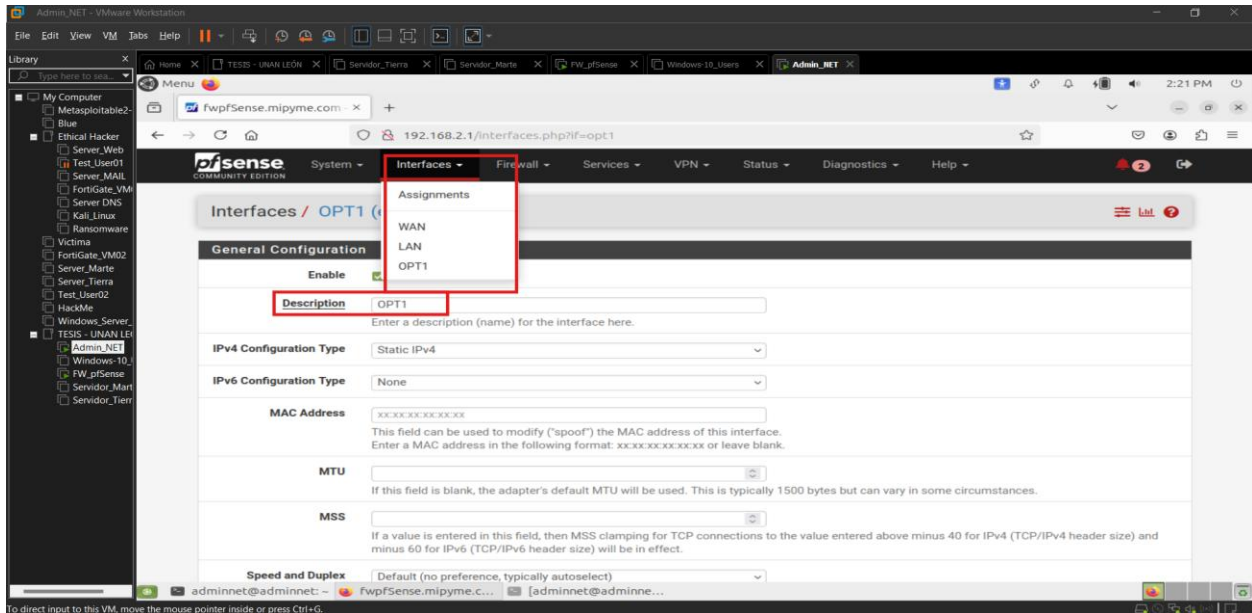 Admin_NET - VMware Workstation
File Edit View VM Tabs Help
Library
Type here to sea...
Home
TESIS - UNAN LEÓN
Servidor_Tierra
Servidor_Marte
FW_pfSense
Windows-10_Users
Admin_NET
My Computer
Metasploitable2-
Blue
Ethical Hacker
Server_Web
Test_User01
Server_MAIL
FortiGate_VM
Server DNS
Kali_Linux
Ransomware
Victima
FortiGate_VM02
Server_Marte
Server_Tierra
Test_User02
HackMe
Windows_Server_
TESIS - UNAN LE
Admin_NET
Windows-10_
FW_pfSense
Servidor_Mart
Servidor_Tierr
Menu
2:21 PM
fwpfSense.mipyme.com -
192.168.2.1/interfaces.php?if=opt1
pfsense
COMMUNITY EDITION
System
Interfaces
Firewall
Services
VPN
Status
Diagnostics
Help
2
Assignments
WAN
LAN
OPT1
Interfaces / OPT1 (
General Configuration
Enable
Description
OPT1
Enter a description (name) for the interface here.
IPv4 Configuration Type
Static IPv4
IPv6 Configuration Type
None
MAC Address
xx:xx:xx:xx:xx:xx
This field can be used to modify ("spoof") the MAC address of this interface.
Enter a MAC address in the following format: xx:xx:xx:xx:xx:xx or leave blank.
MTU
If this field is blank, the adapter's default MTU will be used. This is typically 1500 bytes but can vary in some circumstances.
MSS
If a value is entered in this field, then MSS clamping for TCP connections to the value entered above minus 40 for IPv4 (TCP/IPv4 header size) and
minus 60 for IPv6 (TCP/IPv6 header size) will be in effect.
Speed and Duplex
Default (no preference, typically autoselect)
adminnet@adminnet: ~
fwpfSense.mipyme.c...
[adminnet@adminne...
To direct input to this VM, move the mouse pointer inside or press Ctrl+G.